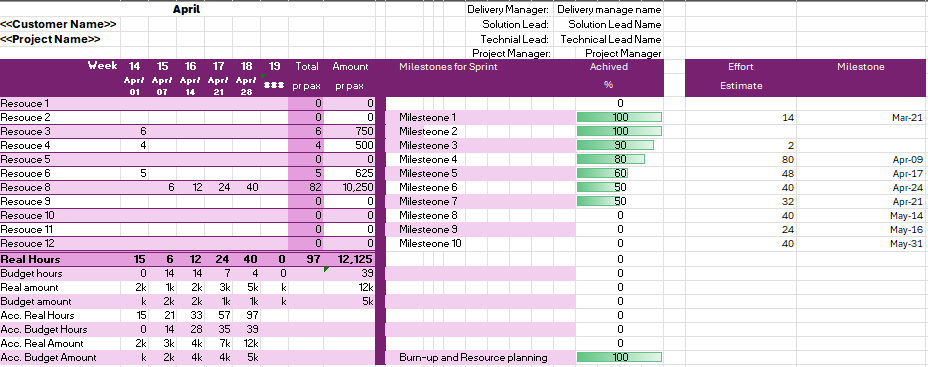 April Delivery Manager: Delivery manage name
<<Customer Name>> Solution Lead: Solution Lead Name
<<Project Name>> Technial Lead: Technical Lead Name
Project Manager: Project Manager
Week 14 15 16 17 18 19 Total Amount Milestones for Sprint Achived Effort Milestone
Apr/ 01 Apr/ 07 Apr/ 14 Apr/ 21 Apr/ 28 ### pr pax pr pax % Estimate
Resouce 1 0 0 0
Resouce 2 0 0 Milesteone 1 100 14 Mar-21
Resouce 3 6 6 750 Milesteone 2 100
Resouce 4 4 4 500 Milesteone 3 90 2
Resouce 5 0 0 Milesteone 4 80 80 Apr-09
Resouce 6 5 5 625 Milesteone 5 60 48 Apr-17
Resouce 8 6 12 24 40 82 10,250 Milesteone 6 50 40 Apr-24
Resouce 9 0 0 Milesteone 7 50 32 Apr-21
Resouce 10 0 0 Milesteone 8 0 40 May-14
Resouce 11 0 0 Milesteone 9 0 24 May-16
Resouce 12 0 0 Milesteone 10 0 40 May-31
Real Hours 15 6 12 24 40 0 97 12,125 0
Budget hours 0 14 14 7 4 0 39 0
Real amount 2k 1k 2k 3k 5k k 12k 0
Budget amount k 2k 2k 1k 1k k 5k 0
Acc. Real Hours 15 21 33 57 97 0
Acc. Budget Hours 0 14 28 35 39 0
Acc. Real Amount 2k 3k 4k 7k 12k 0
Acc. Budget Amount k 2k 4k 4k 5k Burn-up and Resource planning 100